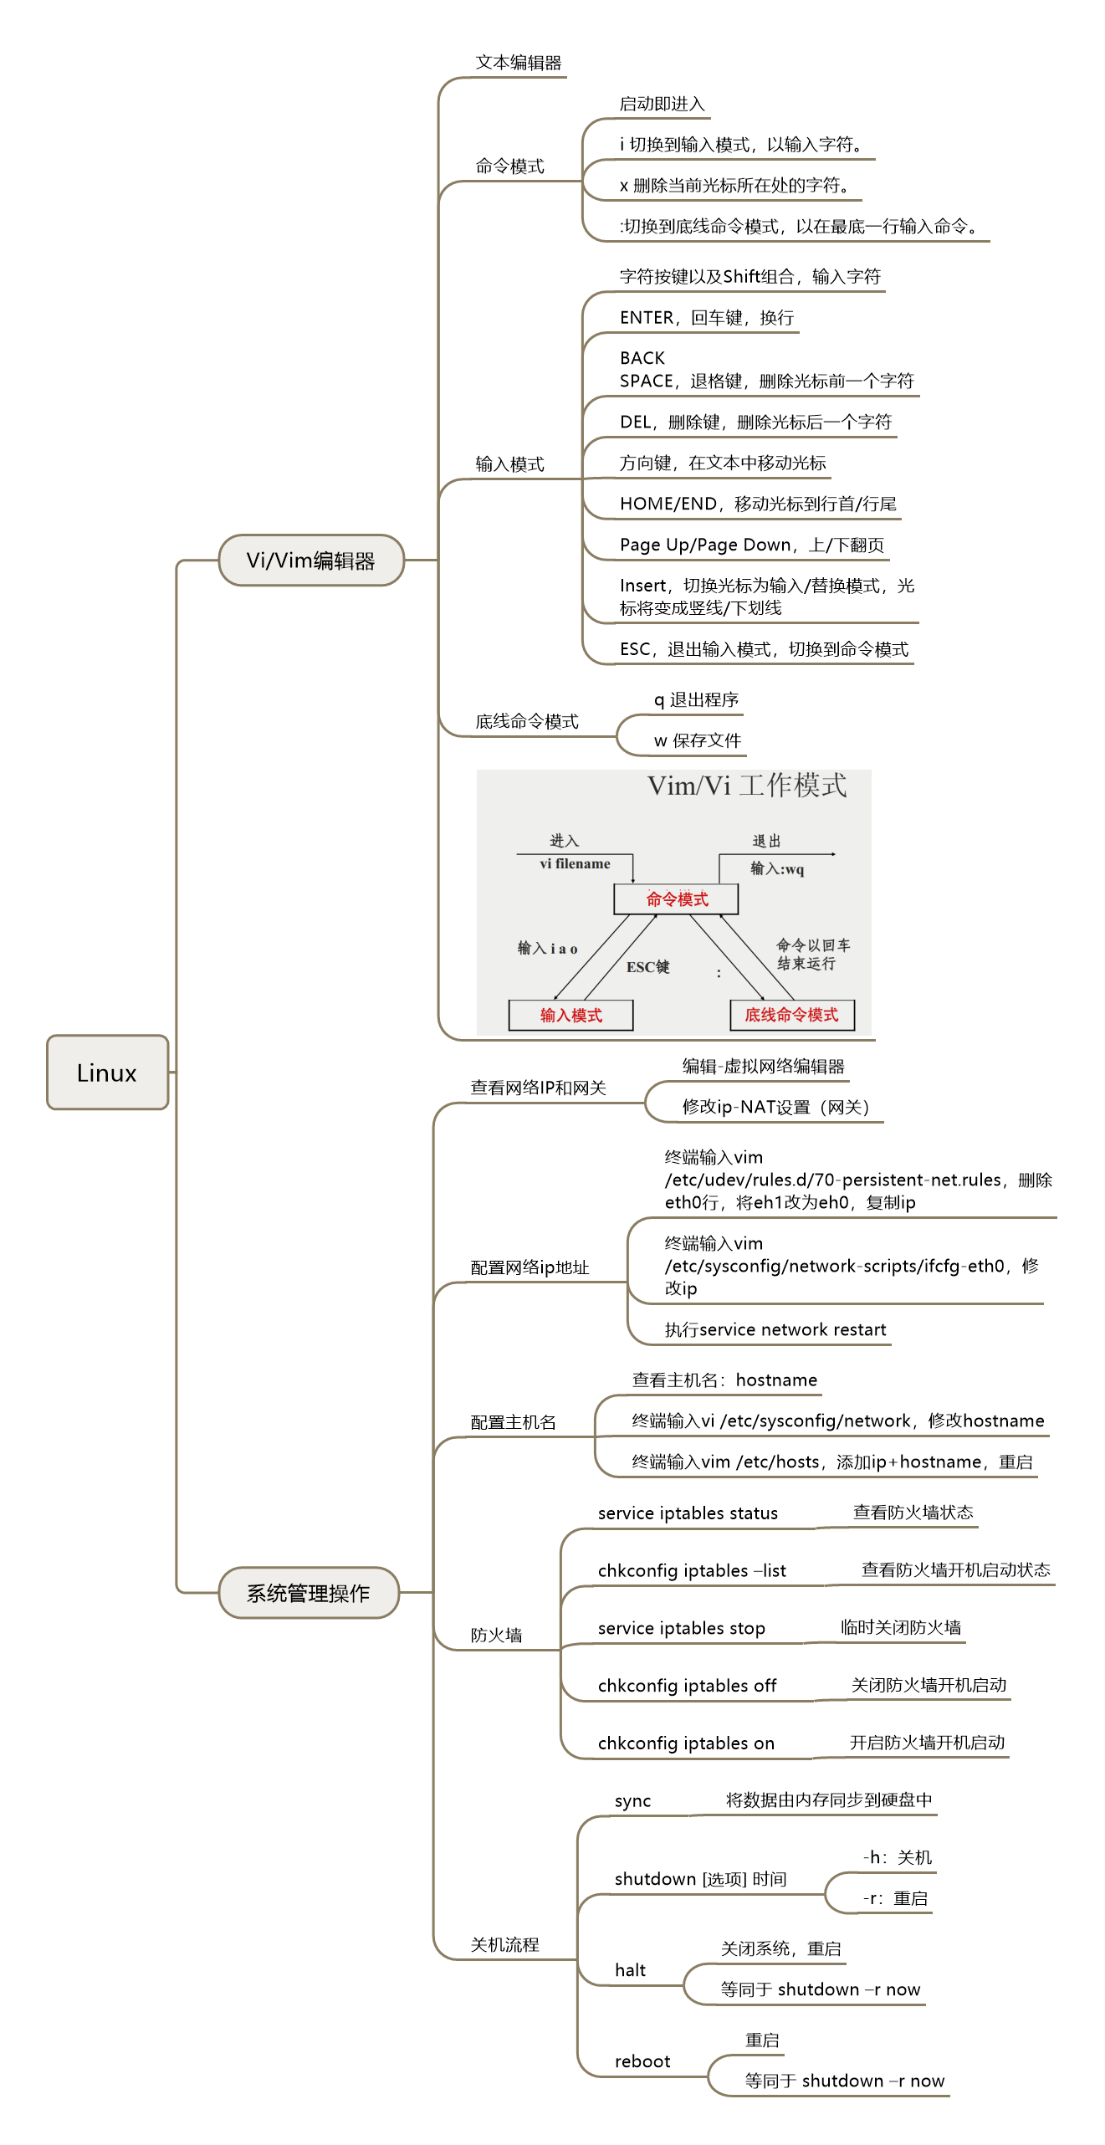 Linux
Vi/Vim编辑器
文本编辑器
命令模式
启动即进入
i 切换到输入模式，以输入字符。
x 删除当前光标所在处的字符。
:切换到底线命令模式，以在最底一行输入命令。
输入模式
字符按键以及Shift组合，输入字符
ENTER，回车键，换行
BACK
SPACE，退格键，删除光标前一个字符
DEL，删除键，删除光标后一个字符
方向键，在文本中移动光标
HOME/END，移动光标到行首/行尾
Page Up/Page Down，上/下翻页
Insert，切换光标为输入/替换模式，光
标将变成竖线/下划线
ESC，退出输入模式，切换到命令模式
底线命令模式
q 退出程序
w 保存文件
Vim/Vi 工作模式
进入
vi filename
退出
输入:wq
命令模式
输入 i a o
ESC键
:
命令以回车
结束运行
输入模式
底线命令模式
系统管理操作
查看网络IP和网关
编辑-虚拟网络编辑器
修改ip-NAT设置（网关）
配置网络ip地址
终端输入vim
/etc/udev/rules.d/70-persistent-net.rules，删除
eth0行，将eh1改为eh0，复制ip
终端输入vim
/etc/sysconfig/network-scripts/ifcfg-eth0，修
改ip
执行service network restart
配置主机名
查看主机名：hostname
终端输入vi /etc/sysconfig/network，修改hostname
终端输入vim /etc/hosts，添加ip+hostname，重启
防火墙
service iptables status
查看防火墙状态
chkconfig iptables –list
查看防火墙开机启动状态
service iptables stop
临时关闭防火墙
chkconfig iptables off
关闭防火墙开机启动
chkconfig iptables on
开启防火墙开机启动
关机流程
sync
将数据由内存同步到硬盘中
shutdown [选项] 时间
-h：关机
-r：重启
halt
关闭系统，重启
等同于 shutdown –r now
reboot
重启
等同于 shutdown –r now